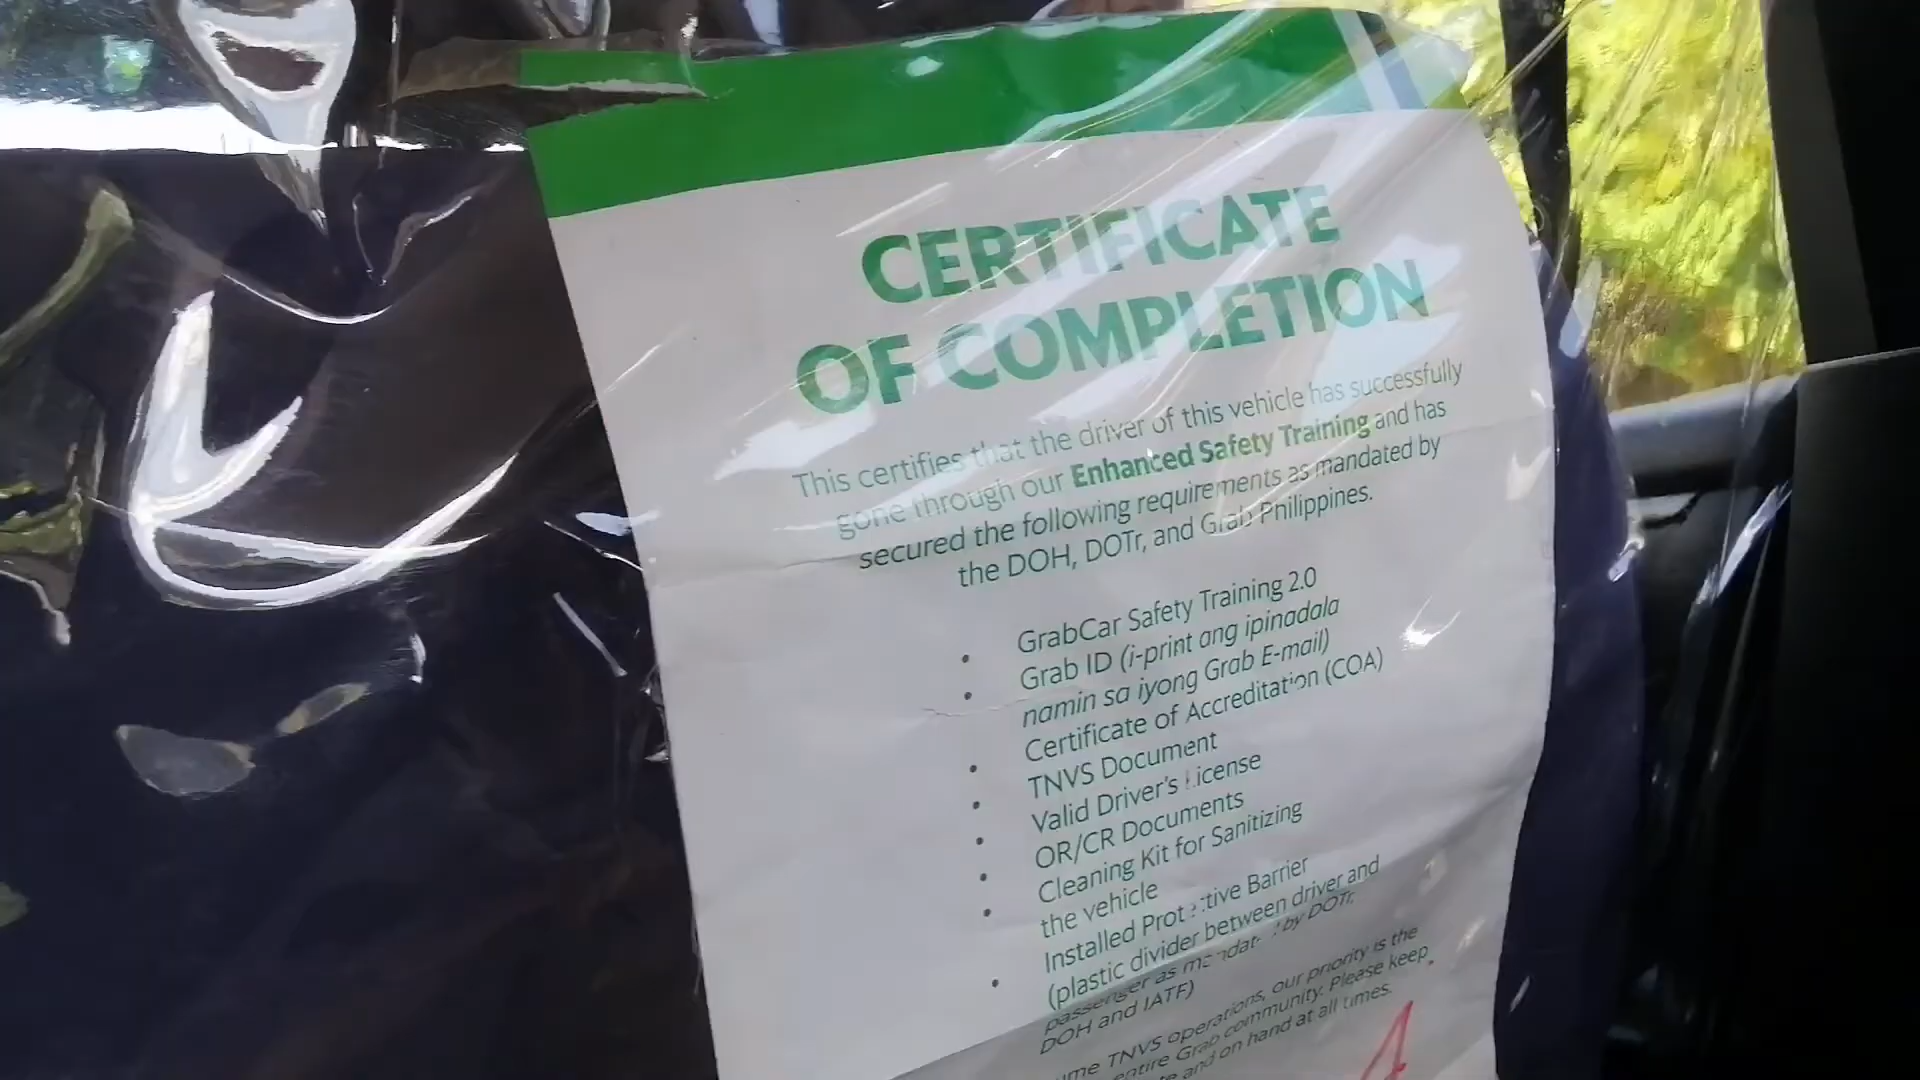 CERTIFICATE
OF COMPLETION
This certifies that the driver of this vehicle has successfully
gone through our Enhanced Safety Training and has
secured the following requirements as mandated by
the DOH, DOTr, and Grab Philippines.
• GrabCar Safety Training 2.0
• Grab ID (i-print ang ipinadala
namin sa iyong Grab E-mail)
• Certificate of Accreditation (COA)
• TNVS Document
• Valid Driver's License
• OR/CR Documents
• Cleaning Kit for Sanitizing
the vehicle
• Installed Protective Barrier
(plastic divider between driver and
passenger as mandated by DOTr,
DOH and IATF)
TNVS operations, our priority is the
entire Grab community. Please keep
and on hand at all times.